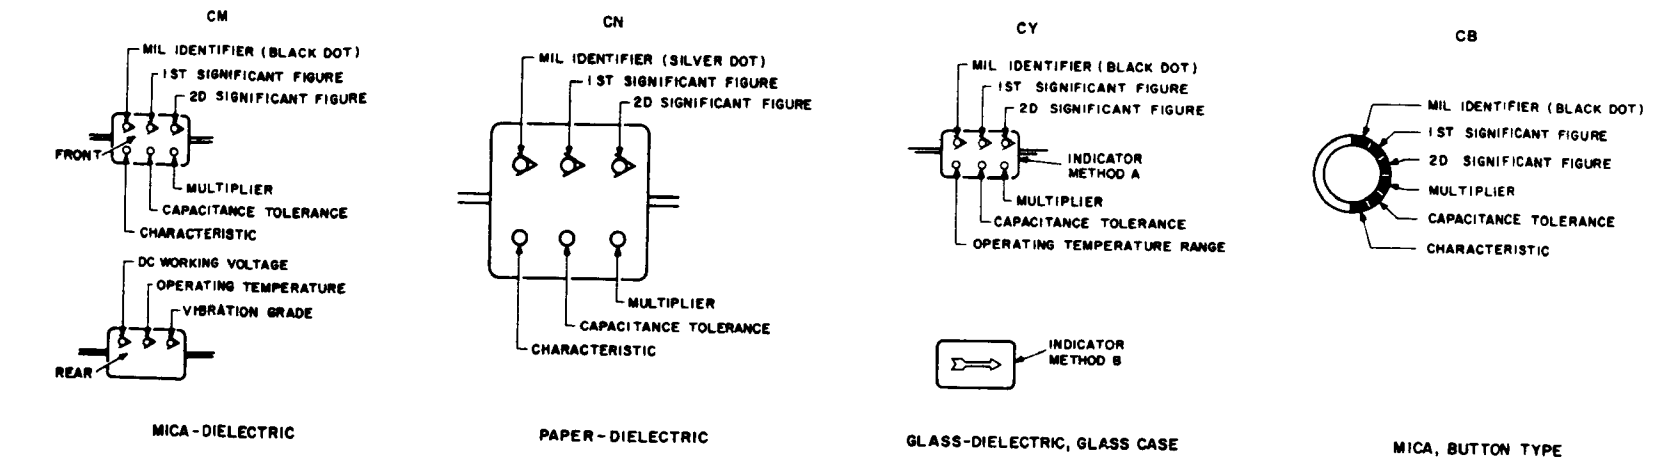 CM
MIL IDENTIFIER (BLACK DOT)
1ST SIGNIFICANT FIGURE
2D SIGNIFICANT FIGURE
FRONT
MULTIPLIER
CAPACITANCE TOLERANCE
CHARACTERISTIC
DC WORKING VOLTAGE
OPERATING TEMPERATURE
VIBRATION GRADE
REAR
MICA-DIELECTRIC
CN
MIL IDENTIFIER (SILVER DOT)
1ST SIGNIFICANT FIGURE
2D SIGNIFICANT FIGURE
MULTIPLIER
CAPACITANCE TOLERANCE
CHARACTERISTIC
PAPER-DIELECTRIC
CY
MIL IDENTIFIER (BLACK DOT)
1ST SIGNIFICANT FIGURE
2D SIGNIFICANT FIGURE
INDICATOR
METHOD A
MULTIPLIER
CAPACITANCE TOLERANCE
OPERATING TEMPERATURE RANGE
INDICATOR
METHOD B
GLASS-DIELECTRIC, GLASS CASE
CB
MIL IDENTIFIER (BLACK DOT)
1ST SIGNIFICANT FIGURE
2D SIGNIFICANT FIGURE
MULTIPLIER
CAPACITANCE TOLERANCE
CHARACTERISTIC
MICA, BUTTON TYPE